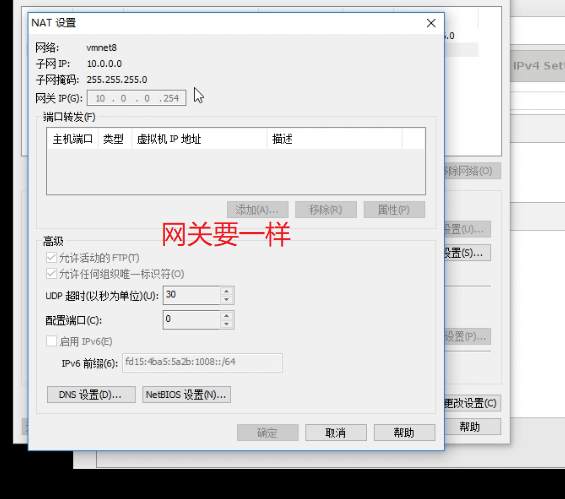 NAT 设置
网络: vmnet8
子网 IP: 10.0.0.0
子网掩码: 255.255.255.0
网关 IP(G): 10 . 0 . 0 .254
端口转发(F)
主机端口 类型 虚拟机 IP 地址 描述
添加(A)... 移除(R) 属性(P)
网关要一样
高级
允许活动的 FTP(T)
允许任何组织唯一标识符(O)
UDP 超时(以秒为单位)(U): 30
配置端口(C): 0
启用 IPv6(E)
IPv6 前缀(6): fd15:4ba5:5a2b:1008::/64
DNS 设置(D)... NetBIOS 设置(N)...
确定 取消 帮助
.0
IPv4 Sett
除网络(O)
设置(U)...
设置(S)...
设置(P)...
更改设置(C)
帮助